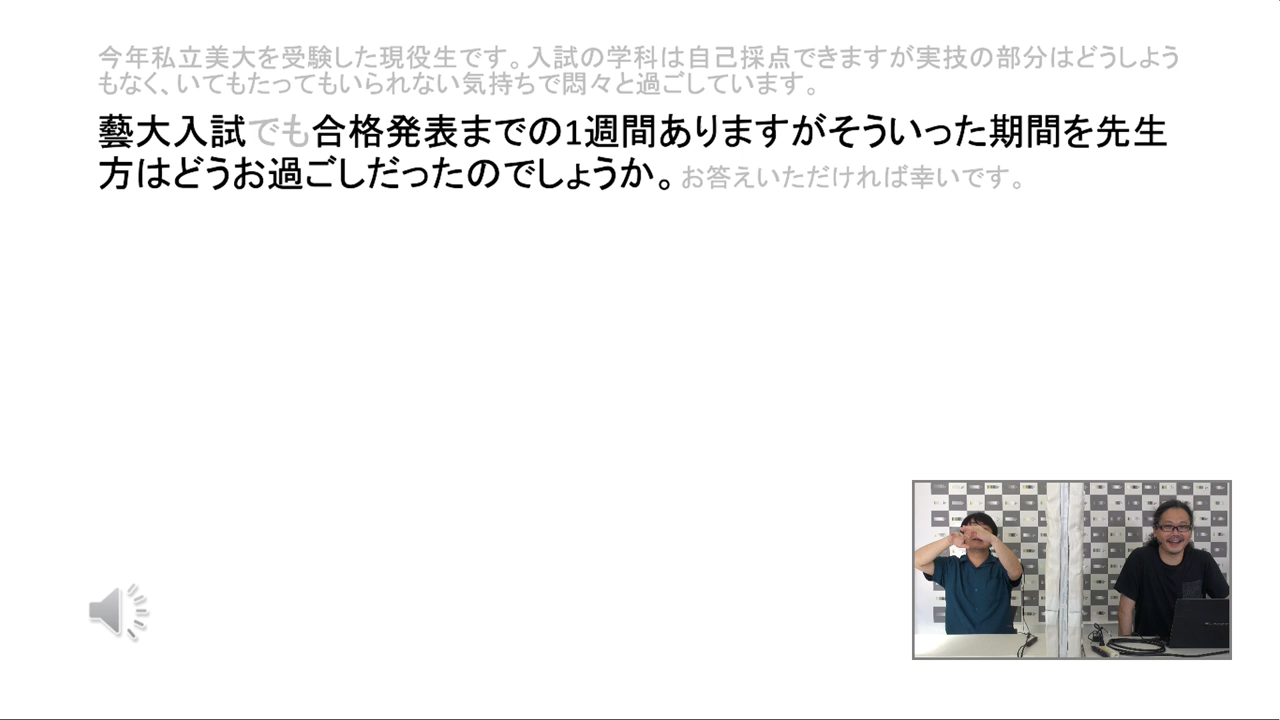 今年私立美大を受験した現役生です。入試の学科は自己採点できますが実技の部分はどうしよう
もなく、いてもたってもいられない気持ちで悶々と過ごしています。
藝大入試でも合格発表までの1週間ありますがそういった期間を先生
方はどうお過ごしだったのでしょうか。お答えいただければ幸いです。